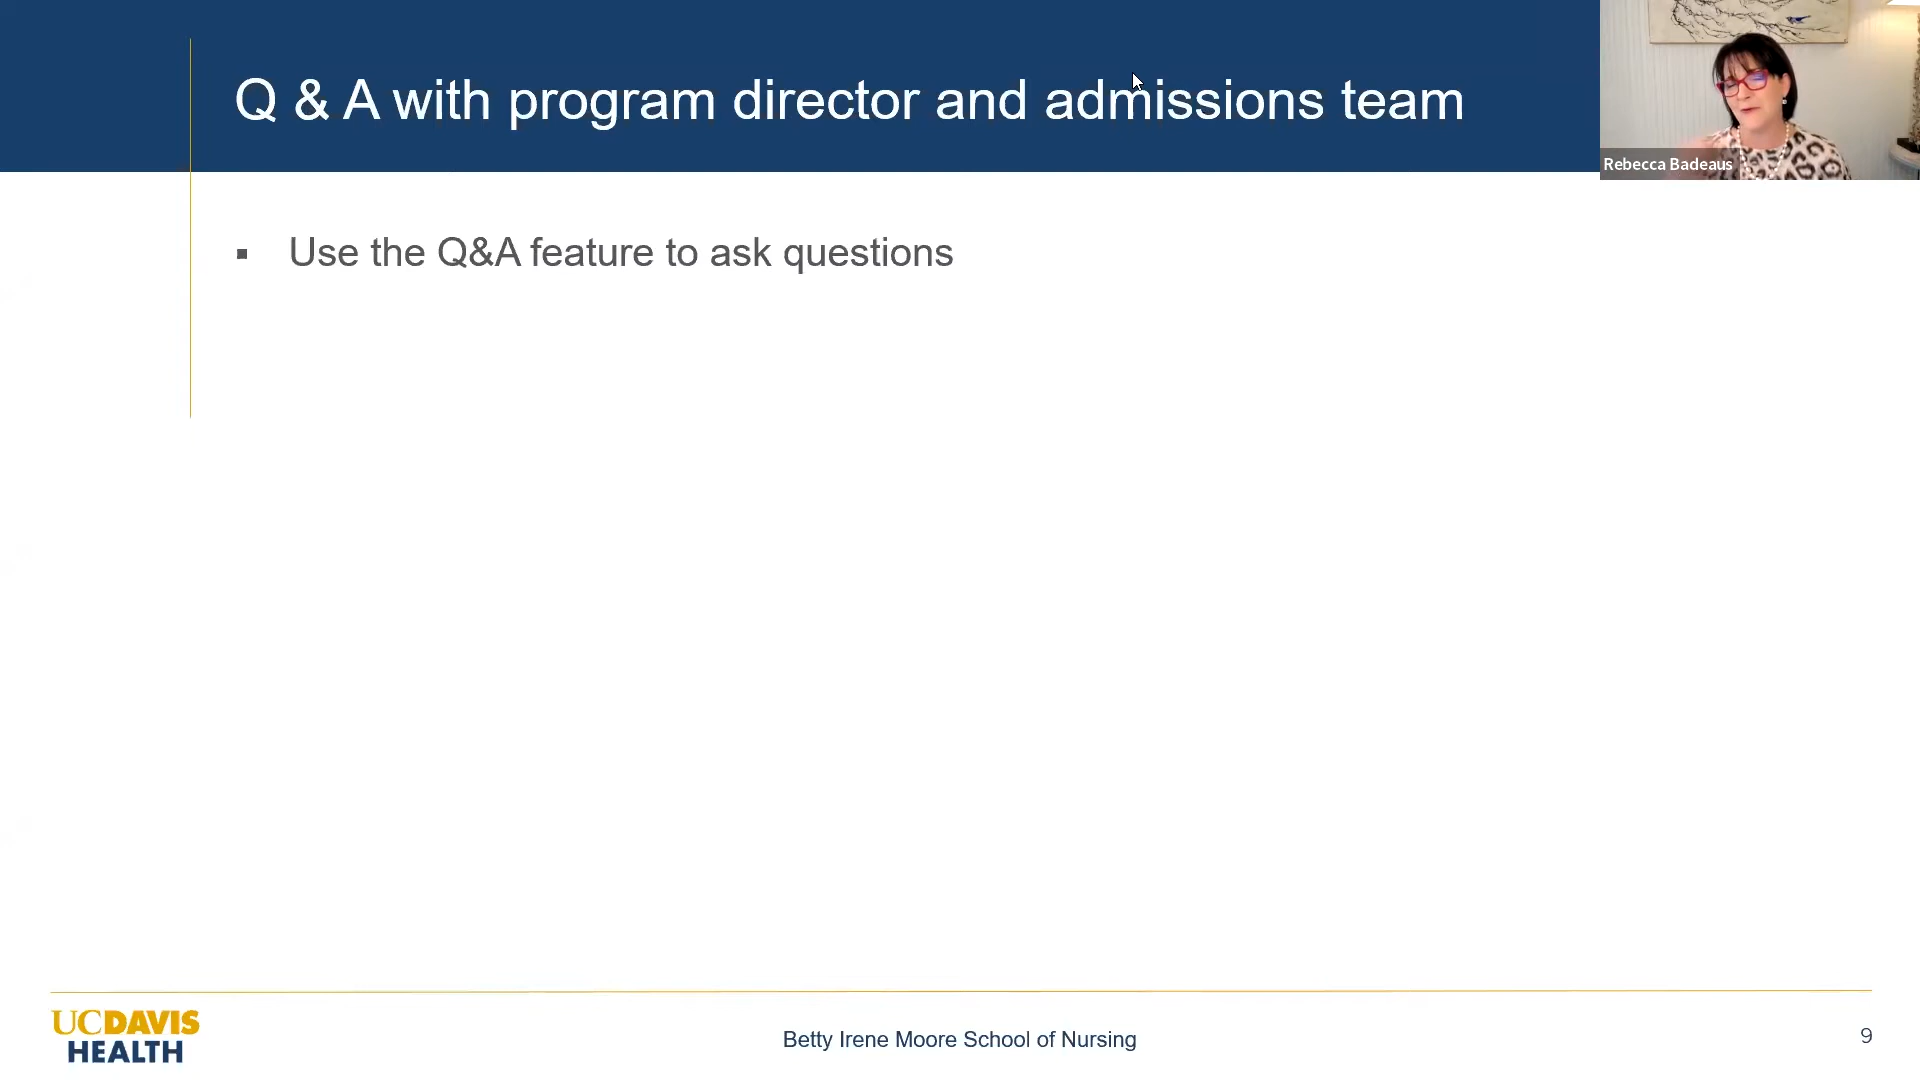 Q & A with program director and admissions team
Rebecca Badeaus
▪ Use the Q&A feature to ask questions
UCDAVIS
HEALTH
Betty Irene Moore School of Nursing
9